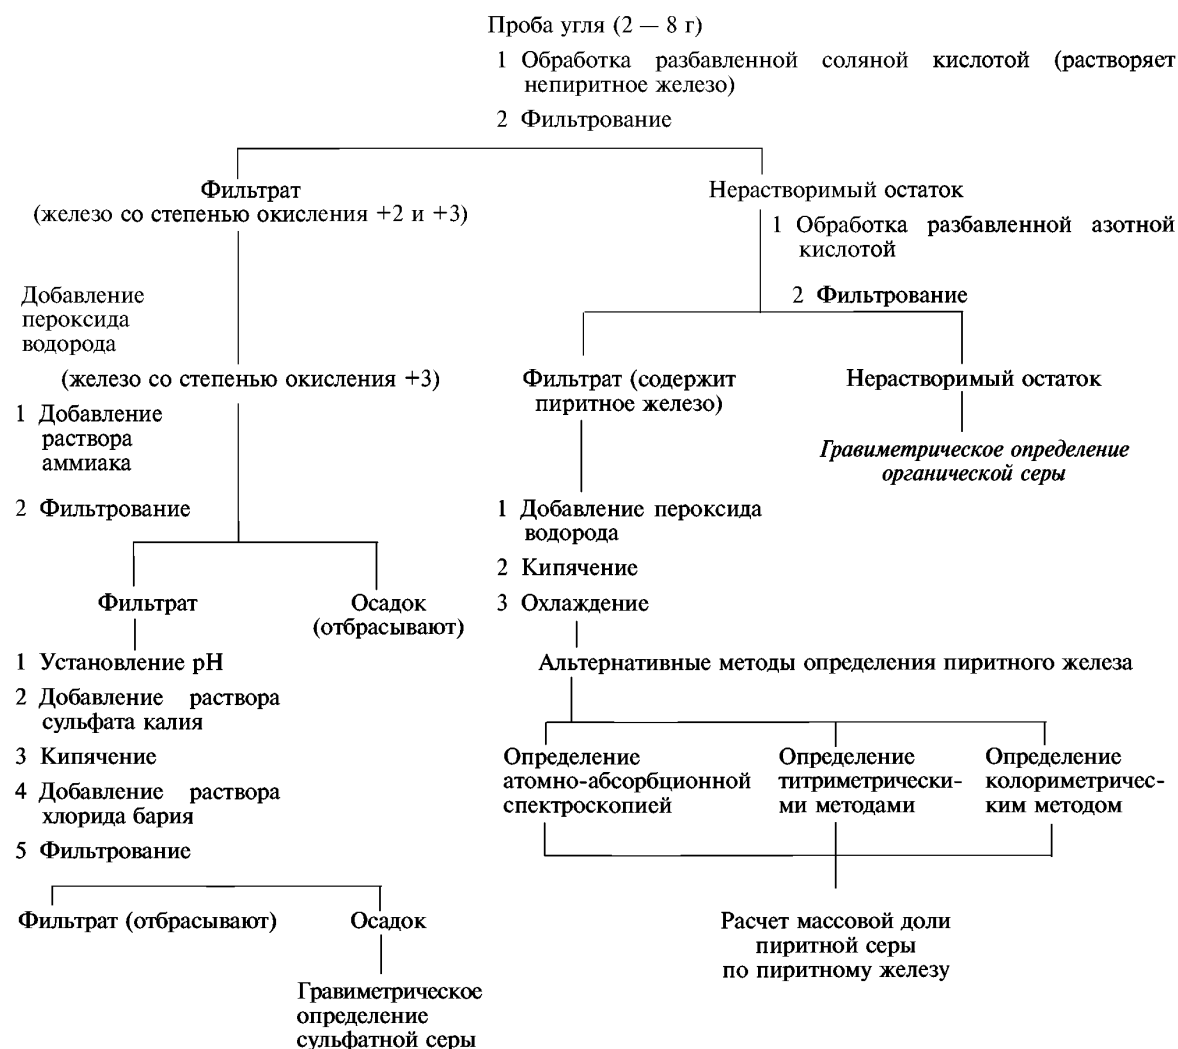 Проба угля (2 — 8 г)
1 Обработка разбавленной соляной кислотой (растворяет
непиритное железо)
2 Фильтрование
Фильтрат
(железо со степенью окисления +2 и +3)
Нерастворимый остаток
1 Обработка разбавленной азотной
кислотой
2 Фильтрование
Добавление
пероксида
водорода
(железо со степенью окисления +3)
1 Добавление
раствора
аммиака
2 Фильтрование
Фильтрат (содержит
пиритное железо)
Нерастворимый остаток
Гравиметрическое определение
органической серы
1 Добавление пероксида
водорода
2 Кипячение
3 Охлаждение
Фильтрат
Осадок
(отбрасывают)
1 Установление pH
2 Добавление раствора
сульфата калия
3 Кипячение
4 Добавление раствора
хлорида бария
5 Фильтрование
Альтернативные методы определения пиритного железа
Определение
атомно-абсорбционной
спектроскопией
Определение
титриметрически-
ми методами
Определение
колориметричес-
ким методом
Фильтрат (отбрасывают)
Осадок
Гравиметрическое
определение
сульфатной серы
Расчет массовой доли
пиритной серы
по пиритному железу